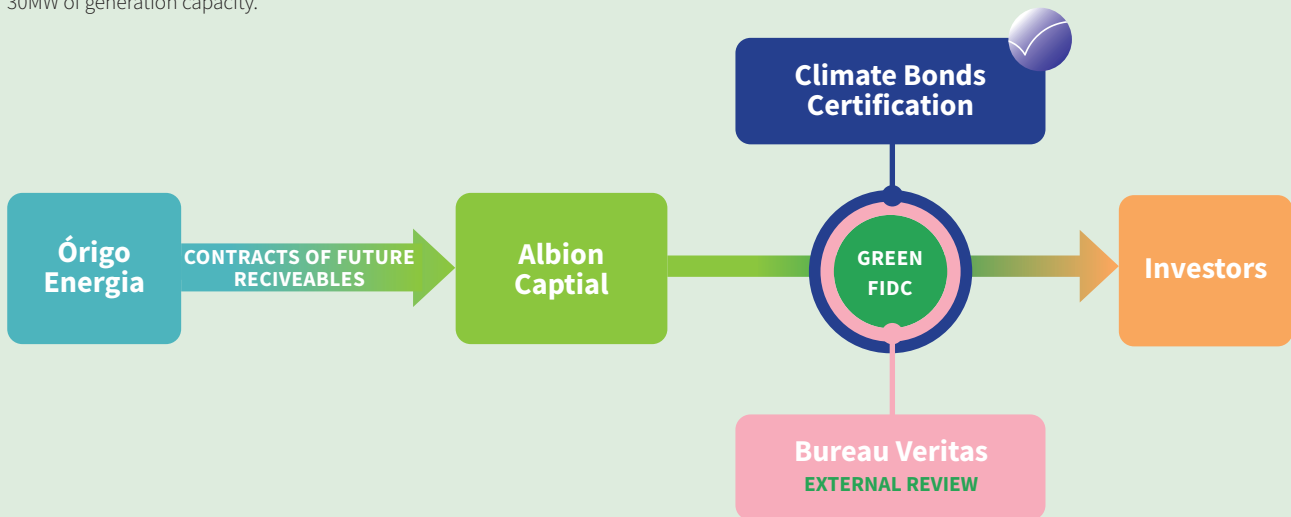 30MW of generation capacity.
Climate Bonds
Certification
Órigo
Energia
CONTRACTS OF FUTURE
RECIVEABLES
Albion
Captial
GREEN
FIDC
Investors
Bureau Veritas
EXTERNAL REVIEW